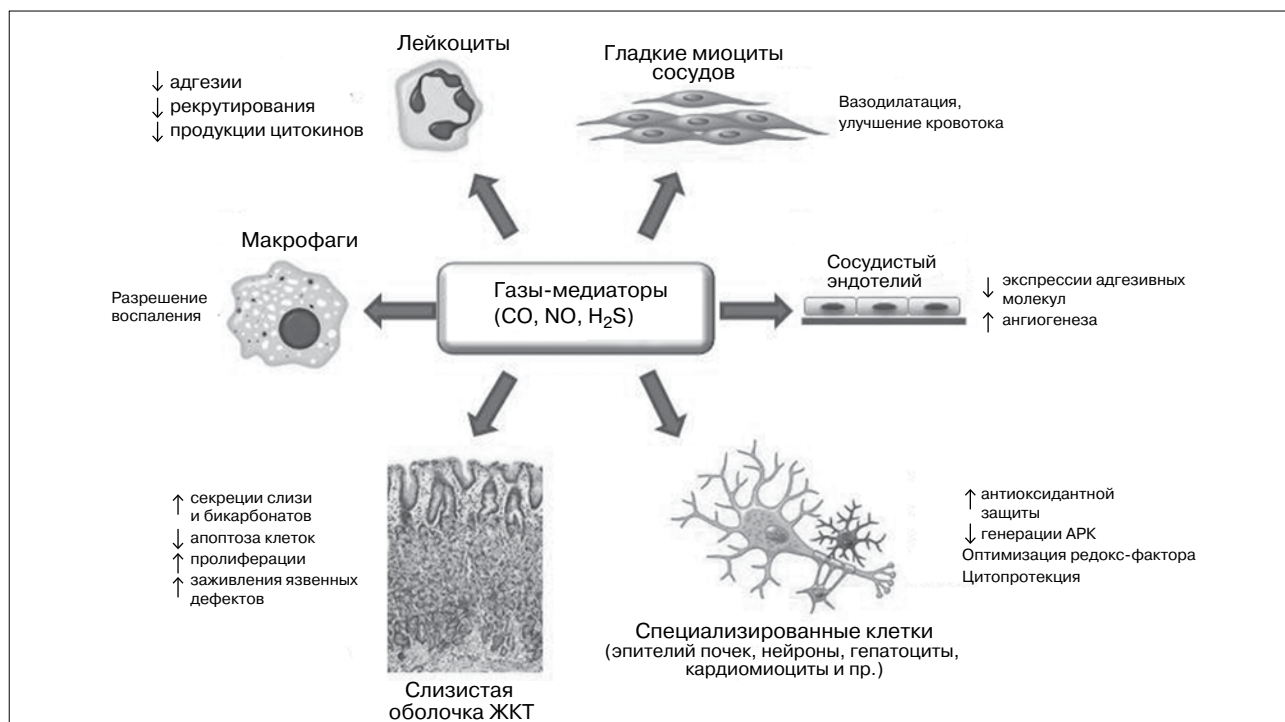 Лейкоциты
↓ адгезии
↓ рекрутирования
↓ продукции цитокинов
Гладкие миоциты
сосудов
Вазодилатация,
улучшение кровотока
Макрофаги
Разрешение
воспаления
Газы-медиаторы
(CO, NO, H₂S)
Сосудистый
эндотелий
↓ экспрессии адгезивных
молекул
↑ ангиогенеза
↑ секреции слизи
и бикарбонатов
↓ апоптоза клеток
↑ пролиферации
↑ заживления язвенных
дефектов
Слизистая
оболочка ЖКТ
↑ антиоксидантной
защиты
↓ генерации АРК
Оптимизация редокс-фактора
Цитопротекция
Специализированные клетки
(эпителий почек, нейроны, гепатоциты,
кардиомиоциты и пр.)